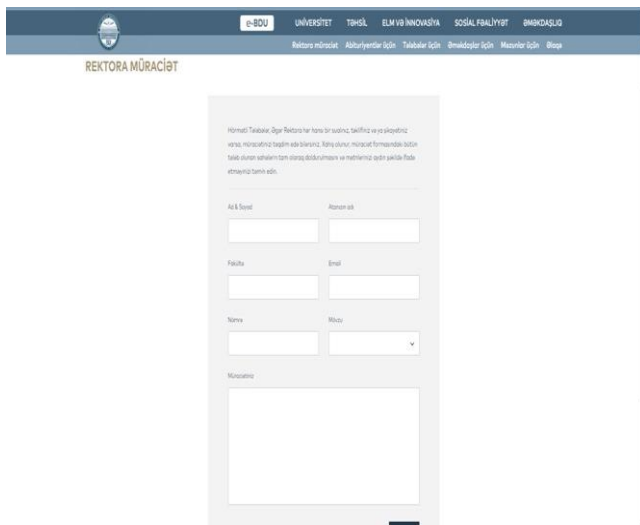 e-BDU UNİVERSİTET TƏHSİL ELM VƏ İNNOVASİYA SOSİAL FƏALİYYƏT ƏMƏKDAŞLIQ
Rektora müraciət Abituriyentlər üçün Tələbələr üçün Əməkdaşlar üçün Məzunlar üçün Əlaqə
REKTORA MÜRACİƏT
Hörmətli Tələbələr, Əgər Rektora hər hansı bir sualınız, təklifiniz və ya şikayətiniz
varsa, müraciətinizi təqdim edə bilərsiniz. Xahiş olunur, müraciət formasındakı bütün
tələb olunan sahələrin tam olaraq doldurulmasını və mətnlərinizi aydın şəkildə ifadə
etməyinizi təmin edin.
Ad & Soyad Atanızın adı
Fakültə Email
Nömrə Mövzu
Müraciətiniz